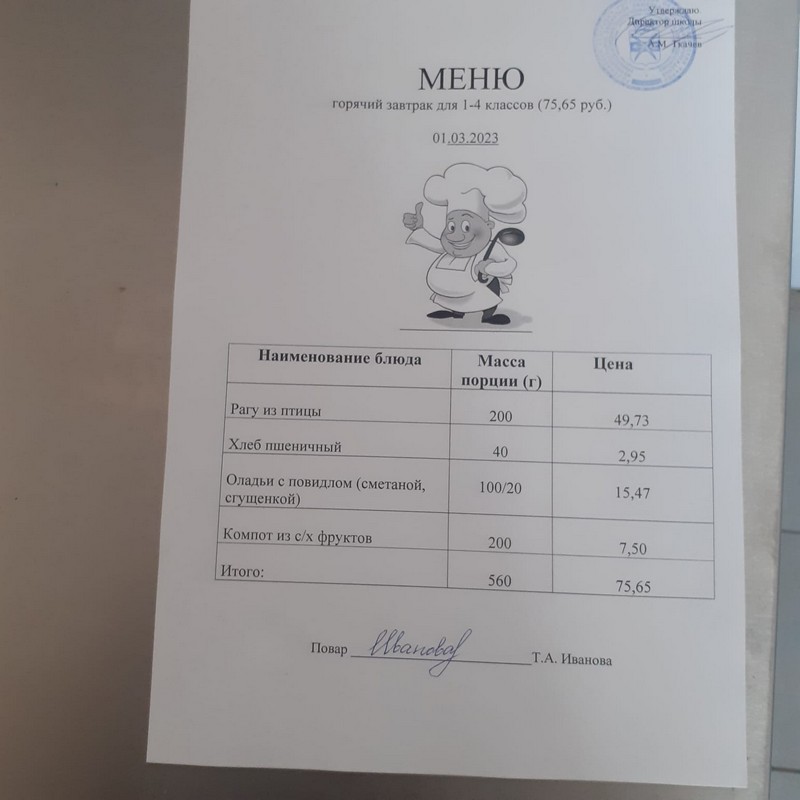 Утверждаю
Директор школы
А.М. Ткачев
МЕНЮ
горячий завтрак для 1-4 классов (75,65 руб.)
01.03.2023
Наименование блюда Масса порции (г) Цена
Рагу из птицы 200 49,73
Хлеб пшеничный 40 2,95
Оладьи с повидлом (сметаной, сгущенкой) 100/20 15,47
Компот из с/х фруктов 200 7,50
Итого: 560 75,65
Повар Иванова Т.А. Иванова